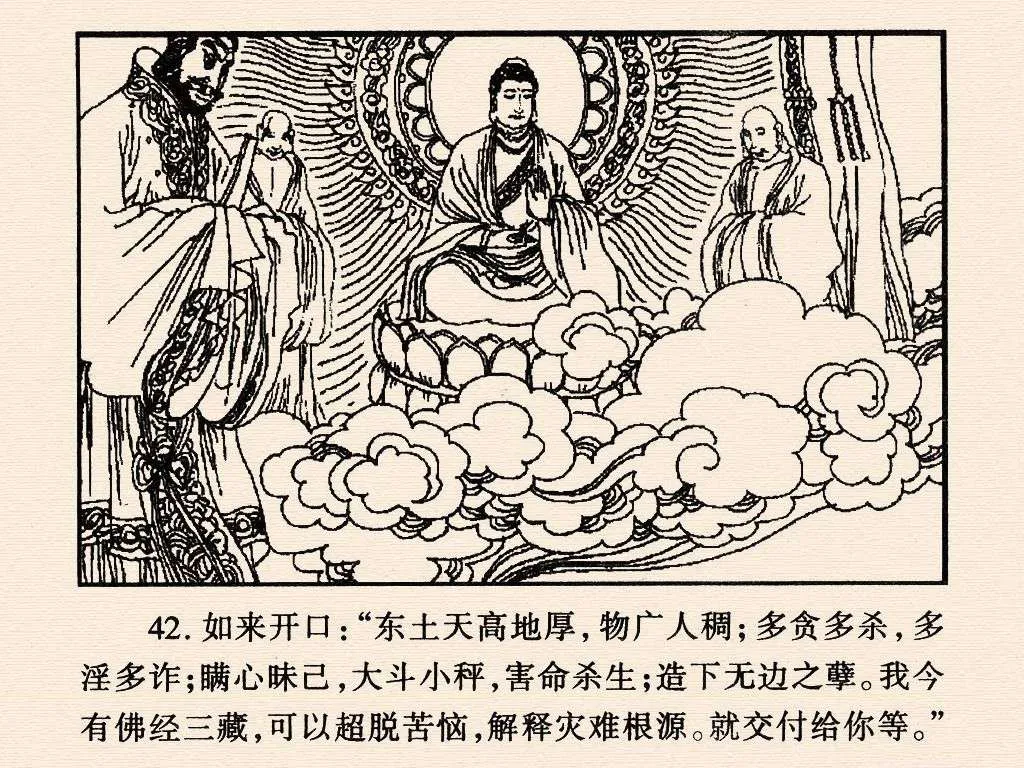 42. 如来开口：“东土天高地厚，物广人稠；多贪多杀，多
淫多诈；瞒心昧己，大斗小秤，害命杀生；造下无边之孽。我今
有佛经三藏，可以超脱苦恼，解释灾难根源。就交付给你等。”